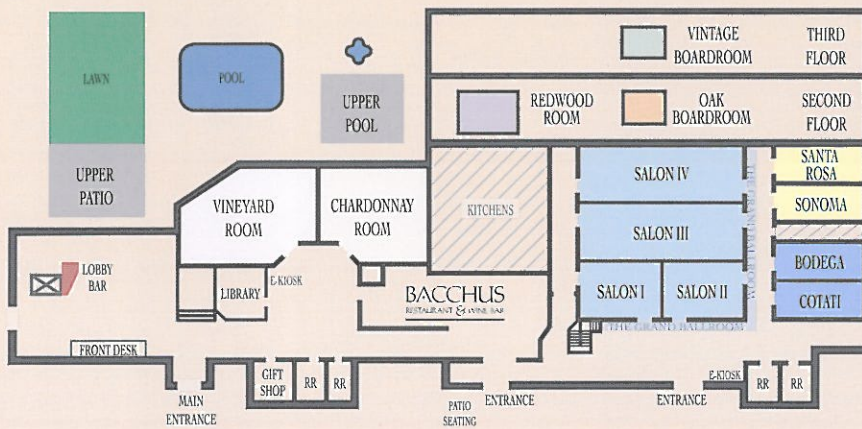 VINTAGE
BOARDROOM
THIRD
FLOOR
LAWN
POOL
UPPER
POOL
REDWOOD
ROOM
OAK
BOARDROOM
SECOND
FLOOR
UPPER
PATIO
VINEYARD
ROOM
CHARDONNAY
ROOM
KITCHENS
SALON IV
SALON III
SALON I
SALON II
THE GRAND BALLROOM
THE GRAND BALLROOM
SANTA
ROSA
SONOMA
BODEGA
COTATI
LOBBY
BAR
LIBRARY
E-KIOSK
BACCHUS
RESTAURANT & WINE BAR
FRONT DESK
GIFT
SHOP
RR
RR
MAIN
ENTRANCE
PATIO
SEATING
ENTRANCE
ENTRANCE
E-KIOSK
RR
RR